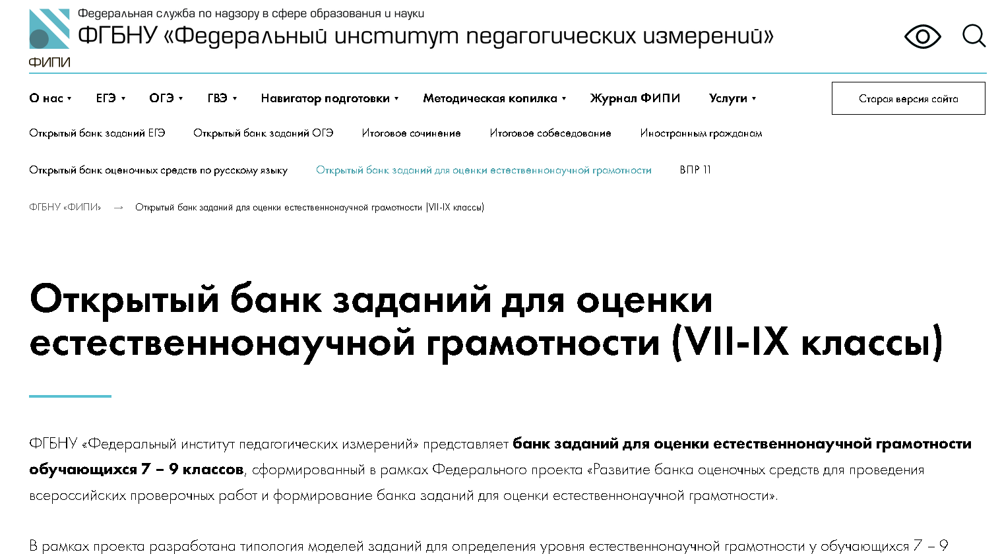 Федеральная служба по надзору в сфере образования и науки
ФГБНУ «Федеральный институт педагогических измерений»
ФИПИ
О нас ▾ ЕГЭ ▾ ОГЭ ▾ ГВЭ ▾ Навигатор подготовки ▾ Методическая копилка ▾ Журнал ФИПИ Услуги ▾ Старая версия сайта
Открытый банк заданий ЕГЭ Открытый банк заданий ОГЭ Итоговое сочинение Итоговое собеседование Иностранным гражданам
Открытый банк оценочных средств по русскому языку Открытый банк заданий для оценки естественнонаучной грамотности ВПР 11
ФГБНУ «ФИПИ» → Открытый банк заданий для оценки естественнонаучной грамотности (VII-IX классы)
Открытый банк заданий для оценки
естественнонаучной грамотности (VII-IX классы)
ФГБНУ «Федеральный институт педагогических измерений» представляет банк заданий для оценки естественнонаучной грамотности
обучающихся 7 – 9 классов, сформированный в рамках Федерального проекта «Развитие банка оценочных средств для проведения
всероссийских проверочных работ и формирование банка заданий для оценки естественнонаучной грамотности».
В рамках проекта разработана типология моделей заданий для определения уровня естественнонаучной грамотности у обучающихся 7 – 9